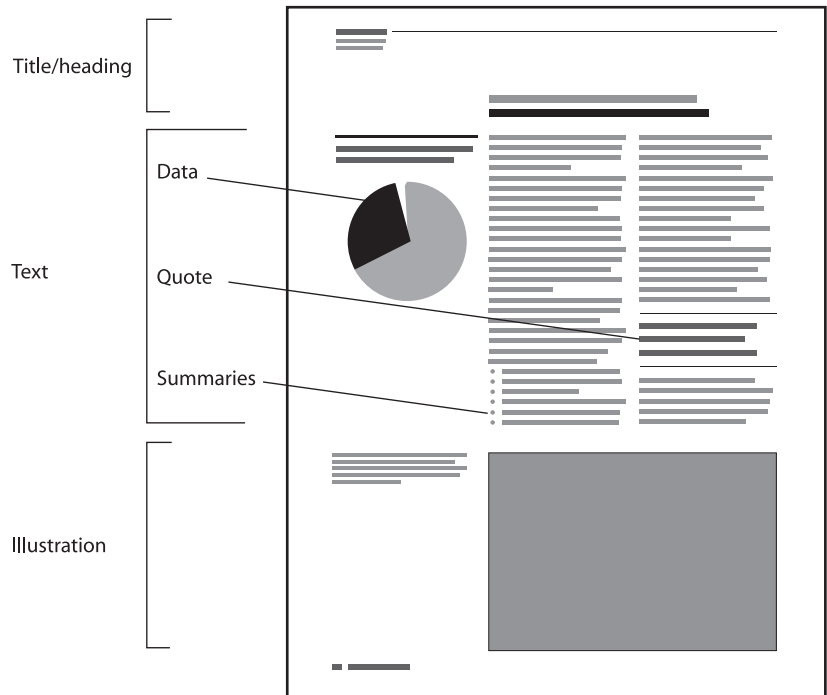 Title/heading
Data
Text
Quote
Summaries
Illustration